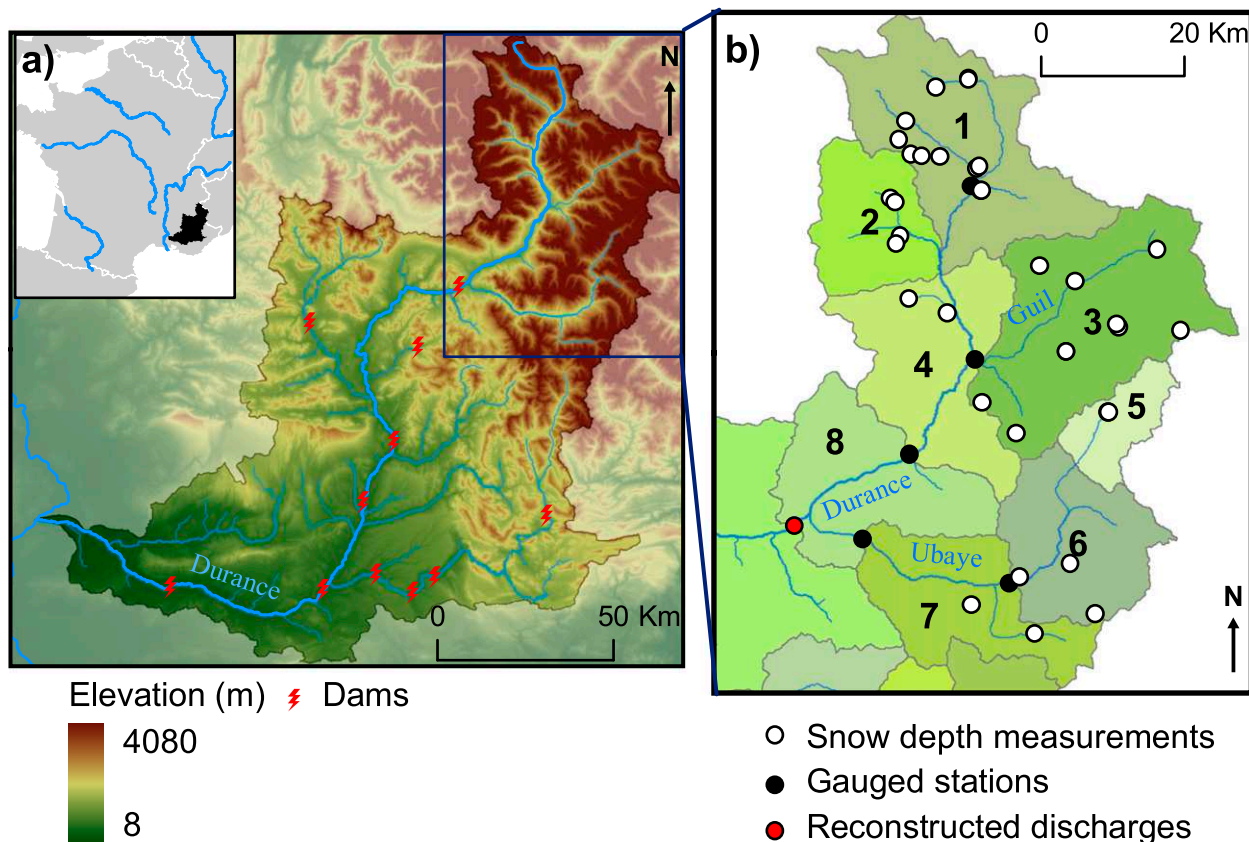 a)
N
Durance
0 50 Km
Elevation (m) Dams
4080
8
b)
0 20 Km
1
2
Guil
3
4
5
8
Durance
Ubaye
6
7
N
Snow depth measurements
Gauged stations
Reconstructed discharges